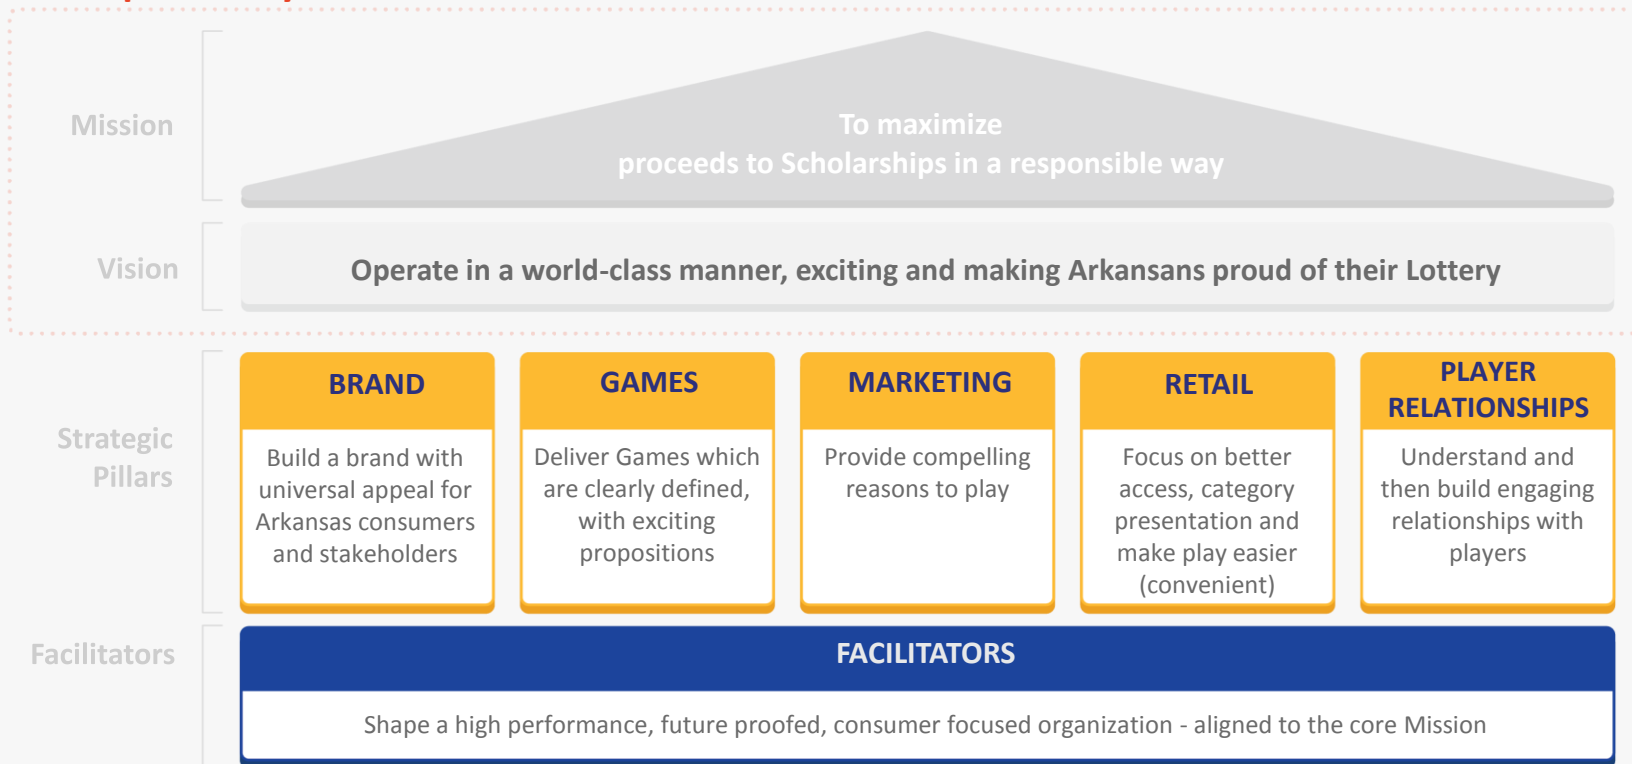 Mission
To maximize
proceeds to Scholarships in a responsible way
Vision
Operate in a world-class manner, exciting and making Arkansans proud of their Lottery
Strategic
Pillars
BRAND
Build a brand with
universal appeal for
Arkansas consumers
and stakeholders
GAMES
Deliver Games which
are clearly defined,
with exciting
propositions
MARKETING
Provide compelling
reasons to play
RETAIL
Focus on better
access, category
presentation and
make play easier
(convenient)
PLAYER
RELATIONSHIPS
Understand and
then build engaging
relationships with
players
Facilitators
FACILITATORS
Shape a high performance, future proofed, consumer focused organization - aligned to the core Mission